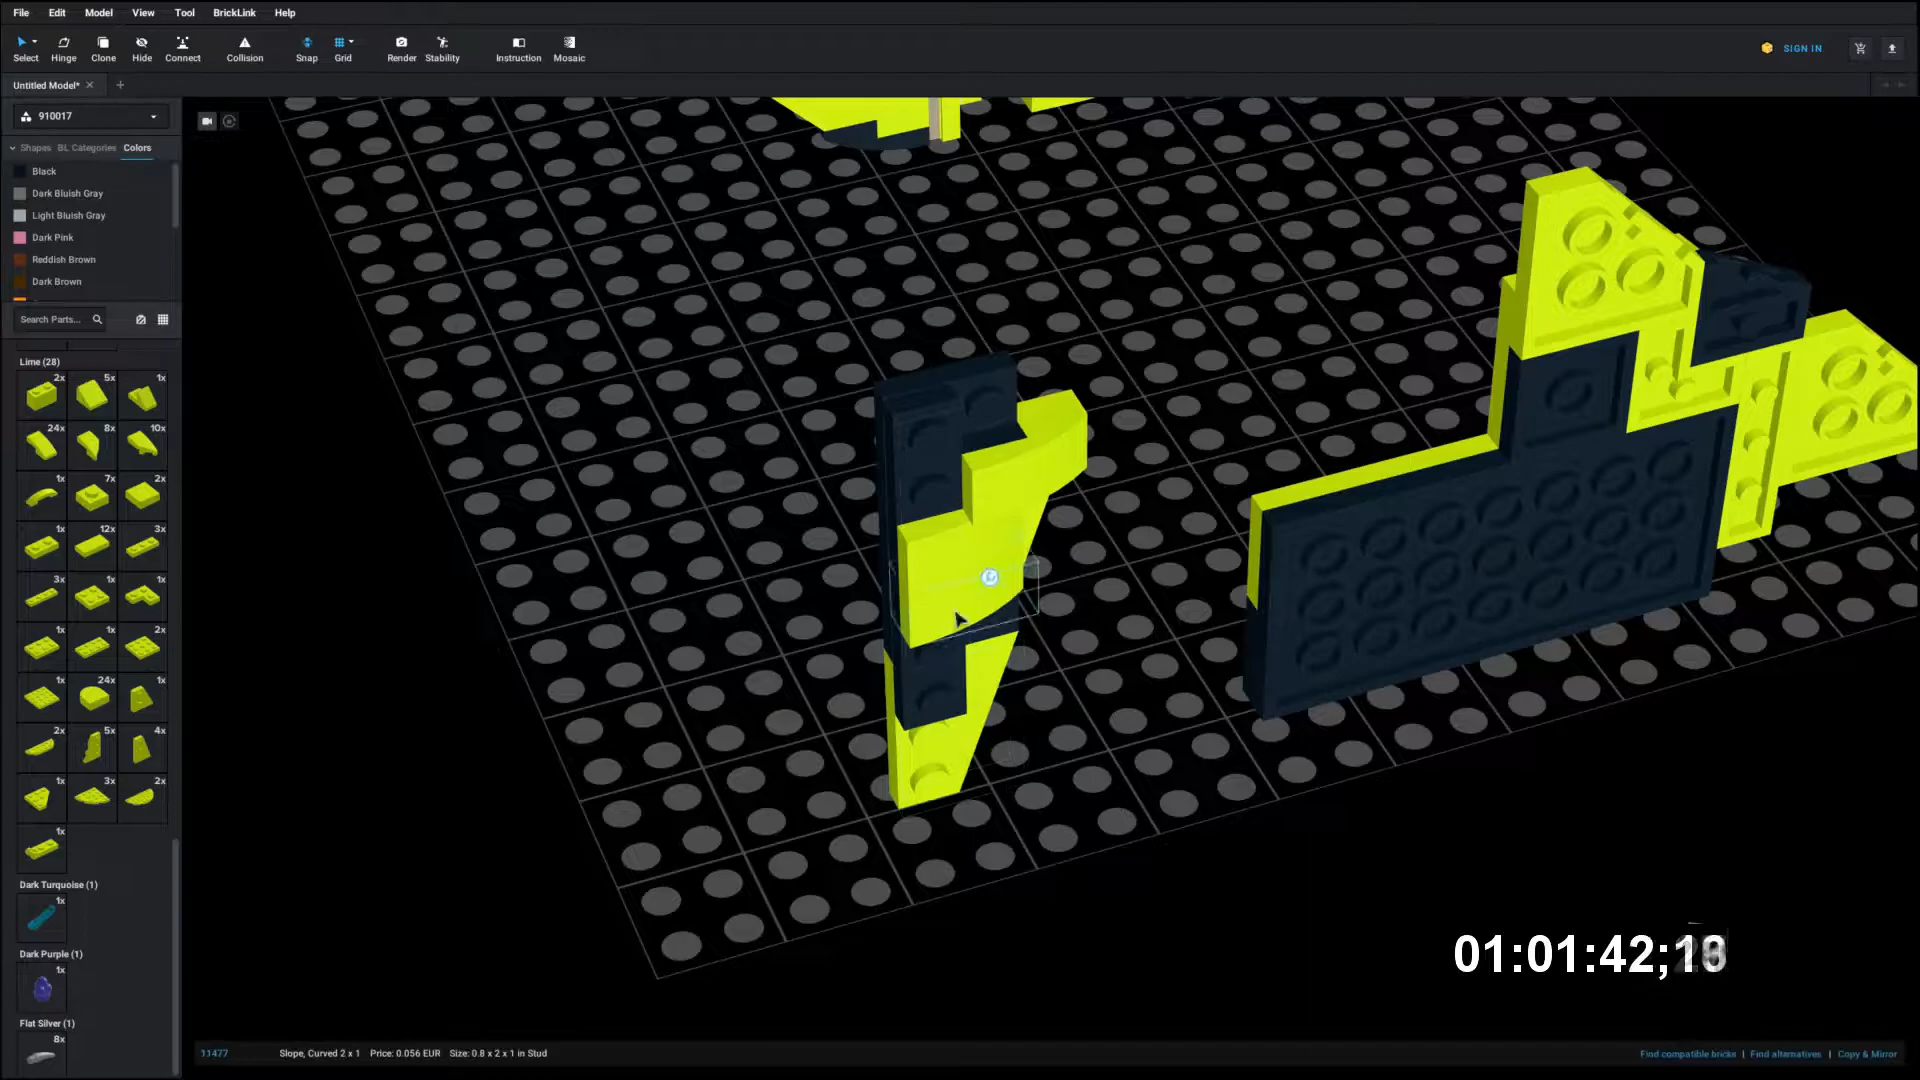 File Edit Model View Tool BrickLink Help
Select Hinge Clone Hide Connect Collision Snap Grid Render Stability Instruction Mosaic SIGN IN
Untitled Model*
910017
Shapes BL Categories Colors
Black
Dark Bluish Gray
Light Bluish Gray
Dark Pink
Reddish Brown
Dark Brown
Search Parts...
Lime (28)
2x 5x 1x
24x 8x 10x
1x 7x 2x
1x 12x 3x
3x 1x 1x
1x 1x 2x
1x 24x 1x
2x 5x 4x
1x 3x 2x
1x
Dark Turquoise (1)
1x
Dark Purple (1)
1x
Flat Silver (1)
8x
01:01:42;
11477 Slope, Curved 2 x 1 Price: 0.056 EUR Size: 0.8 x 2 x 1 in Stud
Find compatible bricks | Find alternatives | Copy & Mirror